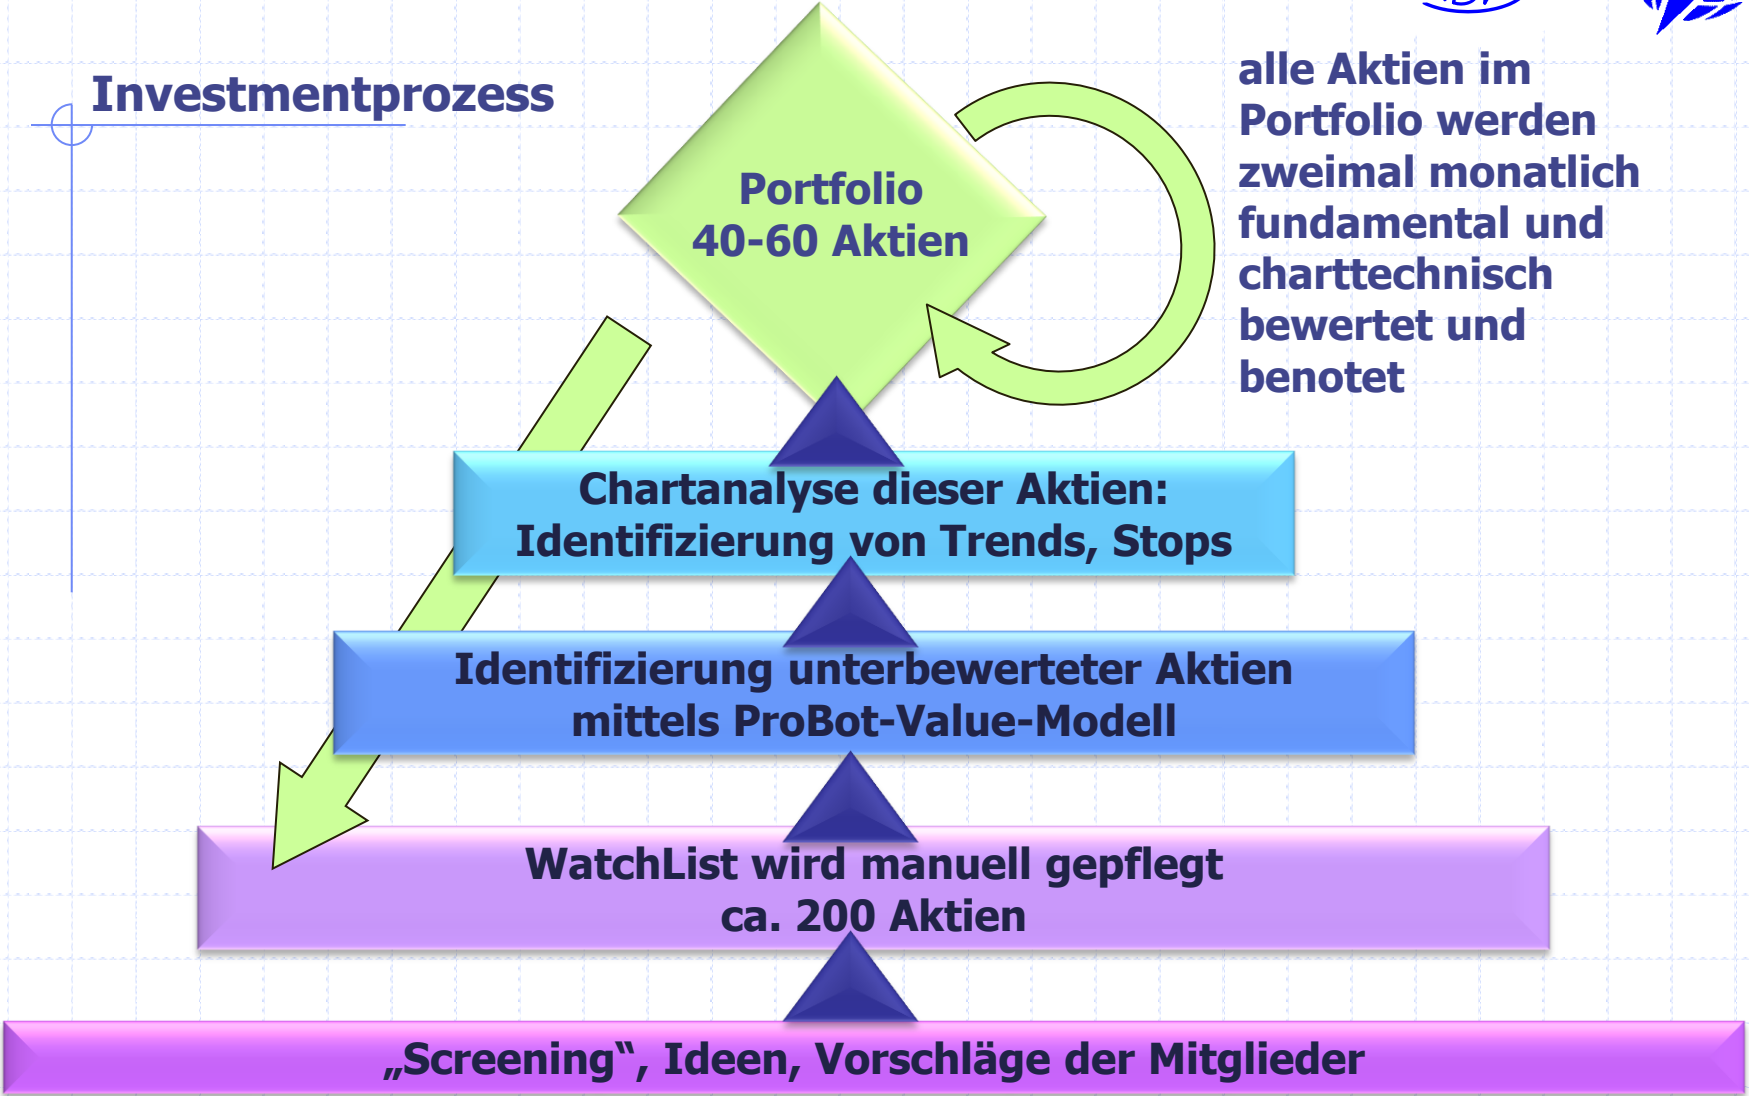 Investmentprozess
alle Aktien im
Portfolio werden
zweimal monatlich
fundamental und
charttechnisch
bewertet und
benotet
Portfolio
40-60 Aktien
Chartanalyse dieser Aktien:
Identifizierung von Trends, Stops
Identifizierung unterbewerteter Aktien
mittels ProBot-Value-Modell
WatchList wird manuell gepflegt
ca. 200 Aktien
„Screening“, Ideen, Vorschläge der Mitglieder